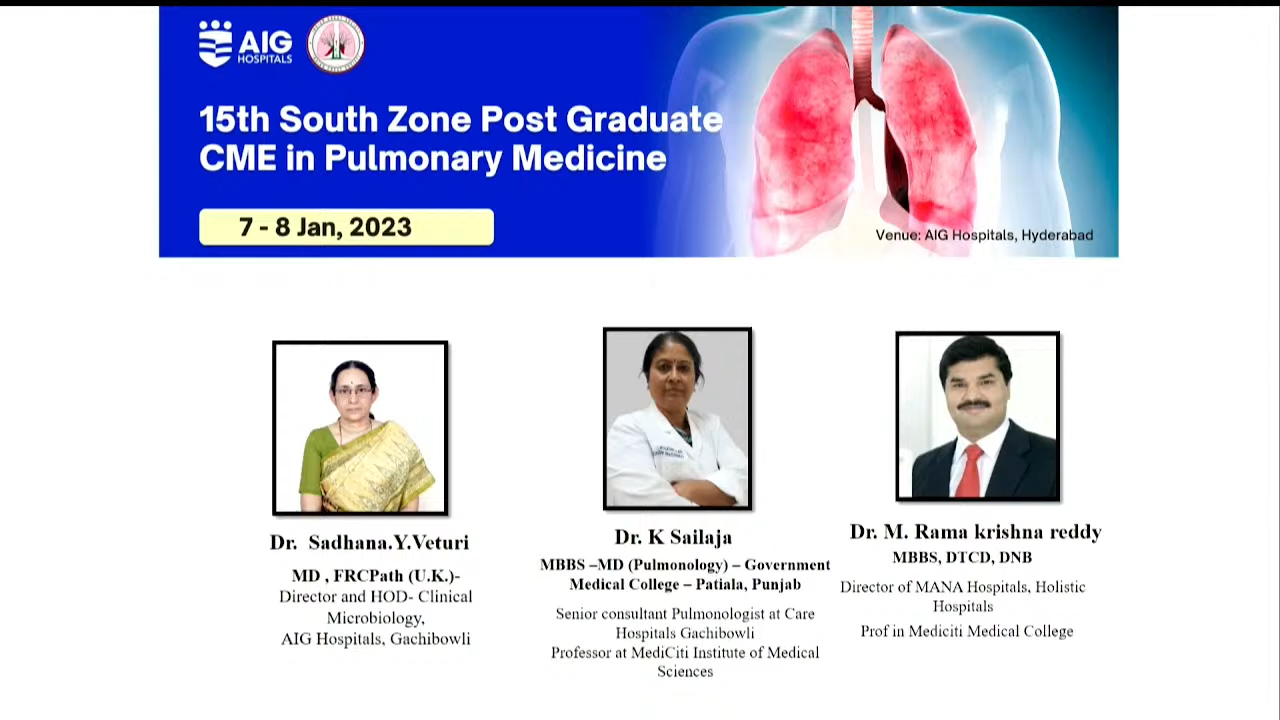 AIG
HOSPITALS
15th South Zone Post Graduate
CME in Pulmonary Medicine
7 - 8 Jan, 2023
Venue: AIG Hospitals, Hyderabad
Dr. Sadhana.Y.Veturi
MD , FRCPath (U.K.)-
Director and HOD- Clinical
Microbiology,
AIG Hospitals, Gachibowli
Dr. K Sailaja
MBBS –MD (Pulmonology) – Government
Medical College – Patiala, Punjab
Senior consultant Pulmonologist at Care
Hospitals Gachibowli
Professor at MediCiti Institute of Medical
Sciences
Dr. M. Rama krishna reddy
MBBS, DTCD, DNB
Director of MANA Hospitals, Holistic
Hospitals
Prof in Mediciti Medical College